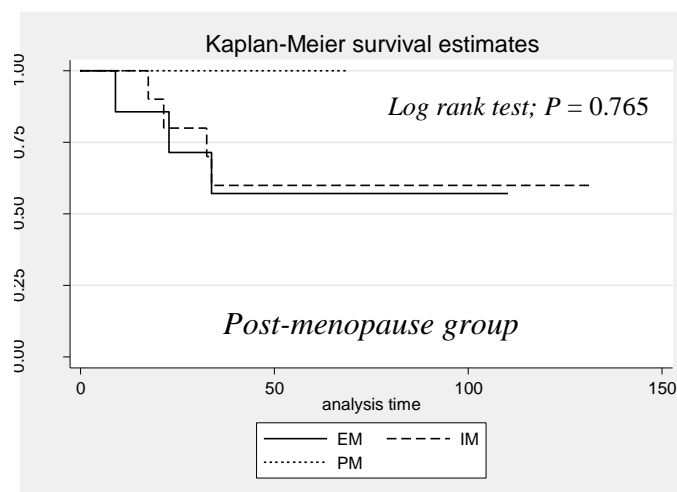 Kaplan-Meier survival estimates
1.00
Log rank test; P = 0.765
0.75
0.50
0.25
Post-menopause group
0.00
0 50 100 150
analysis time
EM IM
PM